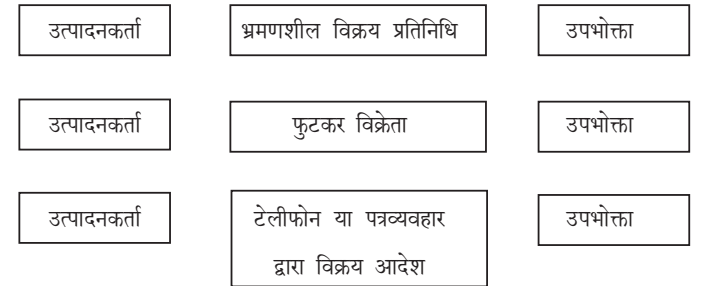 उत्पादनकर्ता भ्रमणशील विक्रय प्रतिनिधि उपभोक्ता
उत्पादनकर्ता फुटकर विक्रेता उपभोक्ता
उत्पादनकर्ता टेलीफोन या पत्रव्यवहार उपभोक्ता
द्वारा विक्रय आदेश